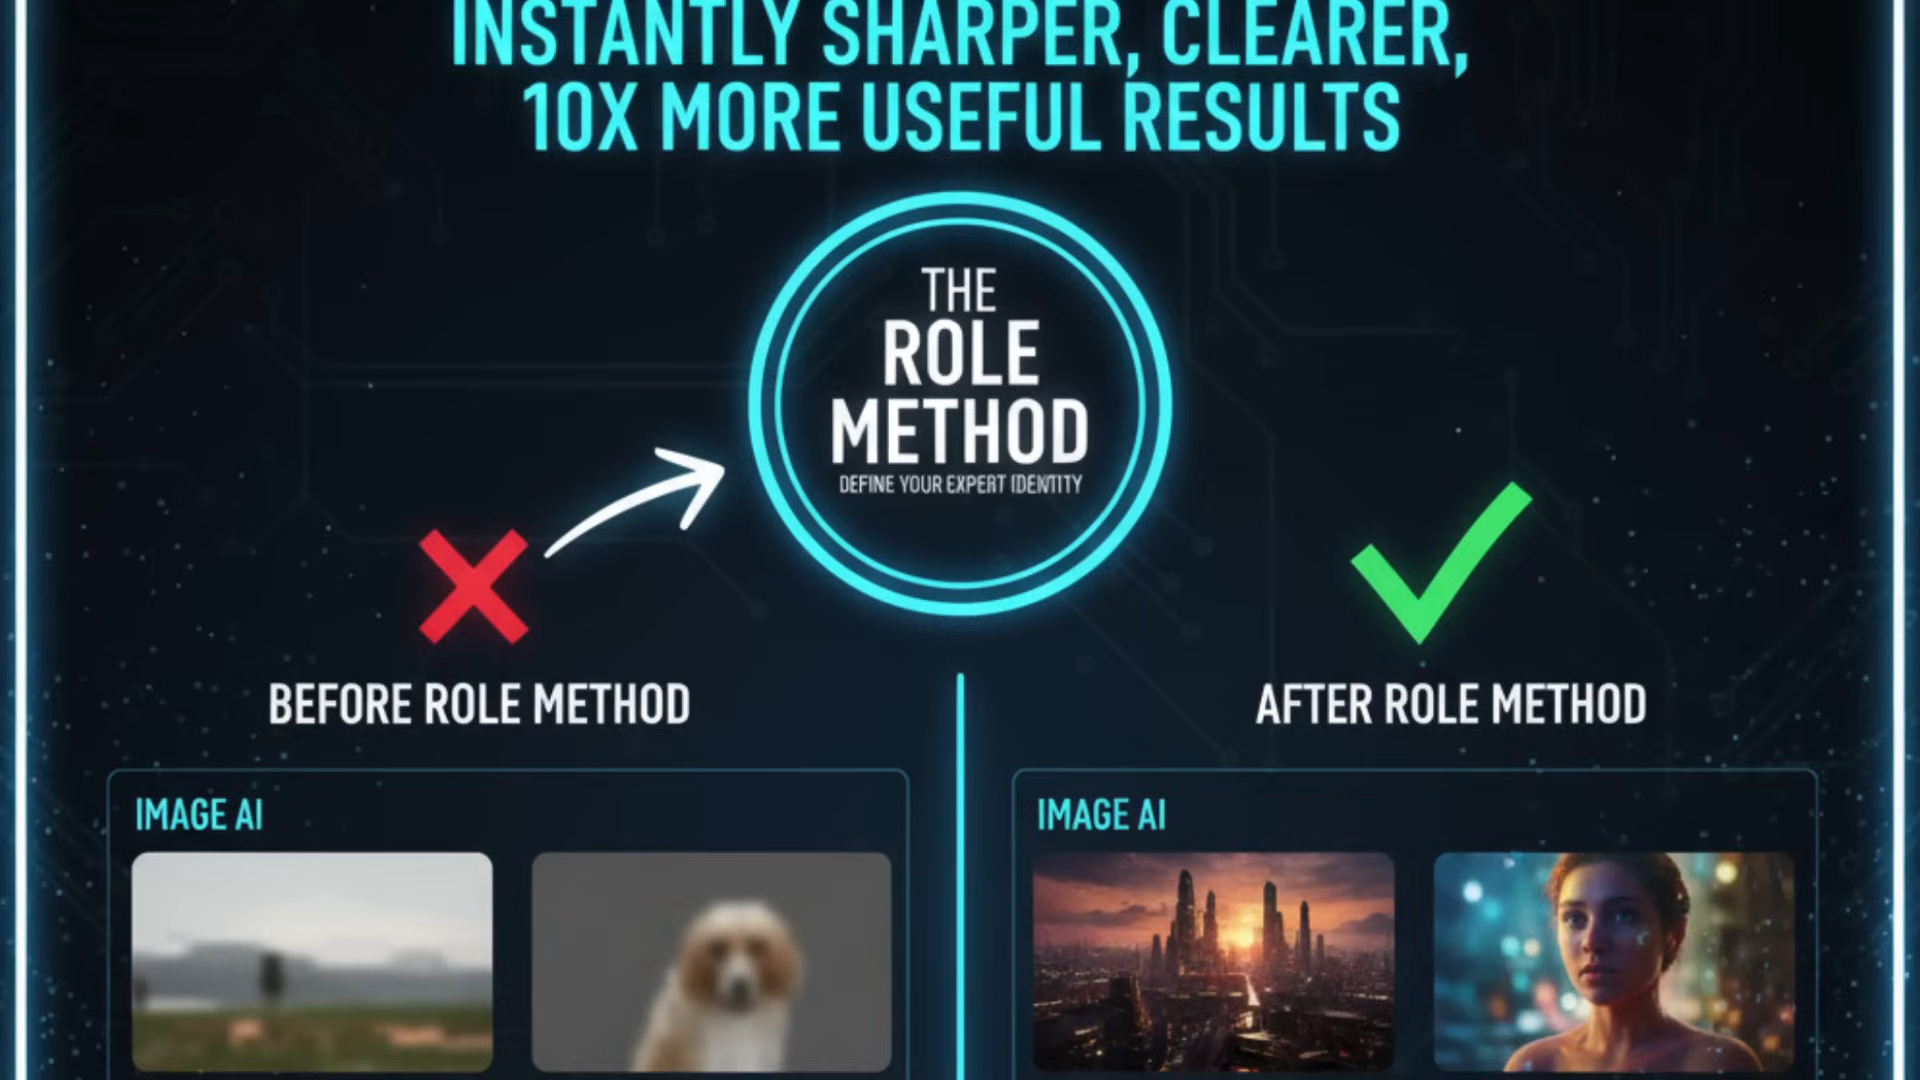 INSTANTLY SHARPER, CLEARER,
10X MORE USEFUL RESULTS
THE
ROLE
METHOD
DEFINE YOUR EXPERT IDENTITY
BEFORE ROLE METHOD
AFTER ROLE METHOD
IMAGE AI
IMAGE AI